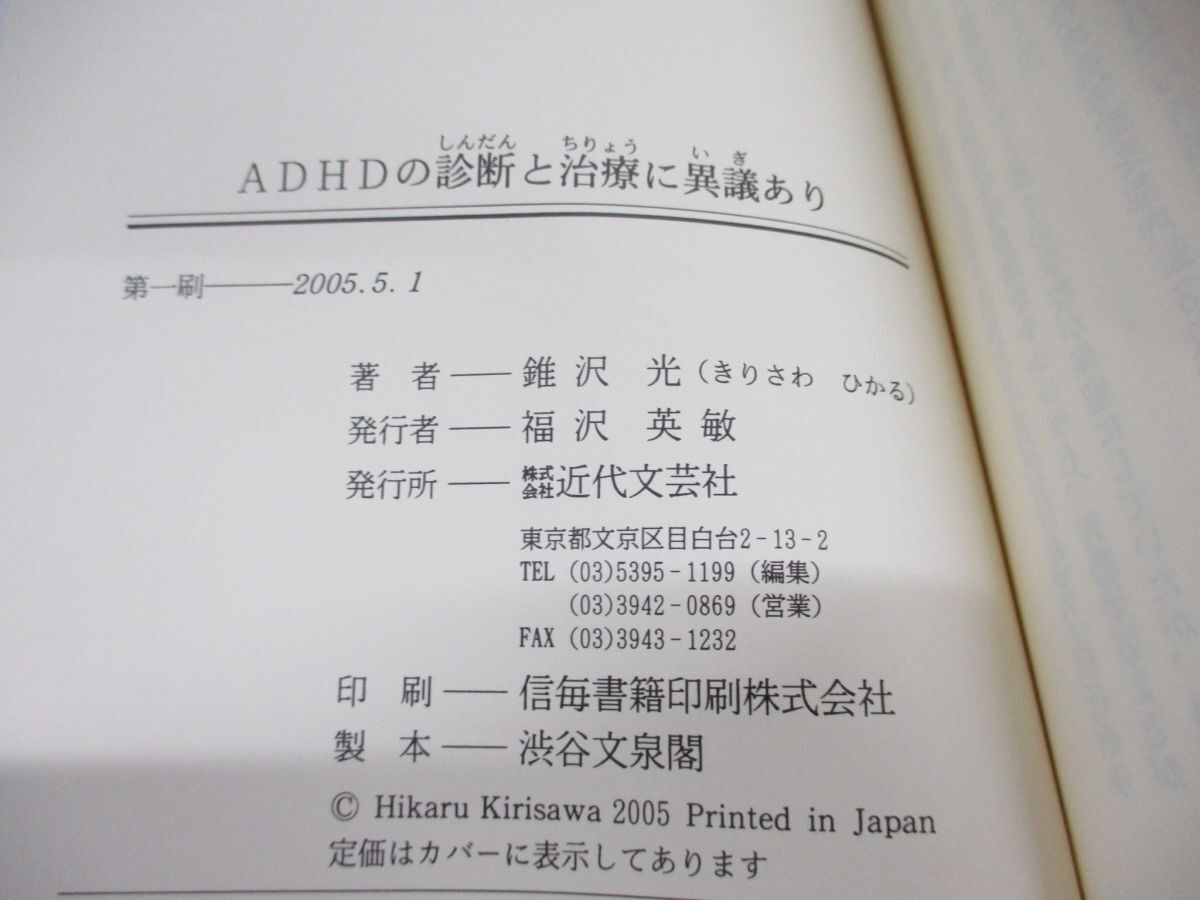 しんだん ちりょう いぎ
ADHDの診断と治療に異議あり
第一刷———2005.5.1
著 者——錐沢 光(きりさわ ひかる)
発行者——福沢英敏
発行所——株式会社近代文芸社
東京都文京区目白台2-13-2
TEL (03)5395-1199 (編集)
(03)3942-0869 (営業)
FAX (03)3943-1232
印 刷——信毎書籍印刷株式会社
製 本——渋谷文泉閣
© Hikaru Kirisawa 2005 Printed in Japan
定価はカバーに表示してあります